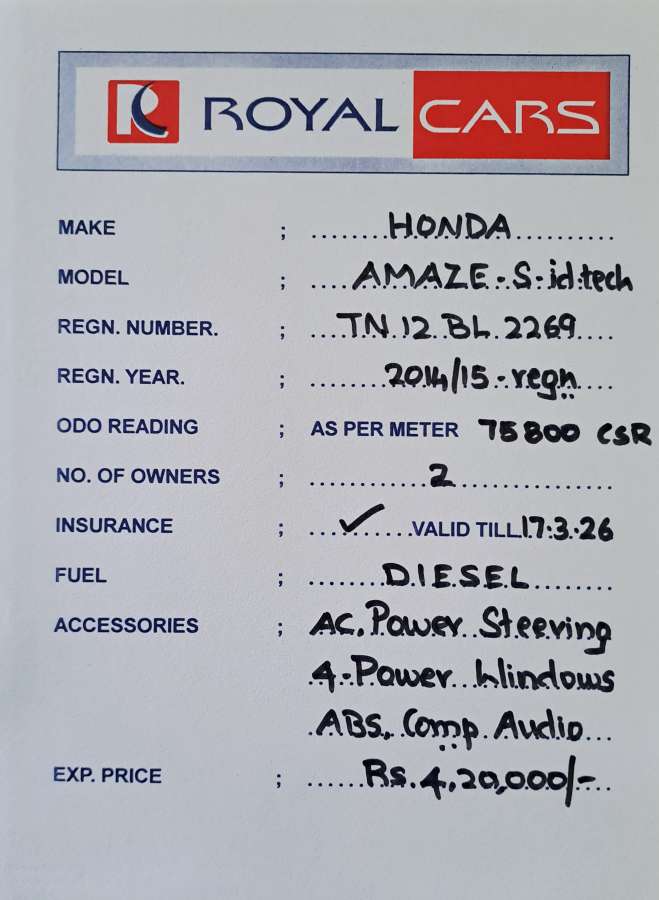 R ROYAL CARS
MAKE ; HONDA
MODEL ; AMAZE-S-id:tech
REGN. NUMBER. ; TN.12.BL.2269
REGN. YEAR. ; 2014/15-regn
ODO READING ; AS PER METER 75800 CSR
NO. OF OWNERS ; 2
INSURANCE ; ✓ VALID TILL 17.3.26
FUEL ; DIESEL
ACCESSORIES ; AC, Power Steering
4-Power Windows
ABS, Comp. Audio
EXP. PRICE ; Rs. 4,20,000/-